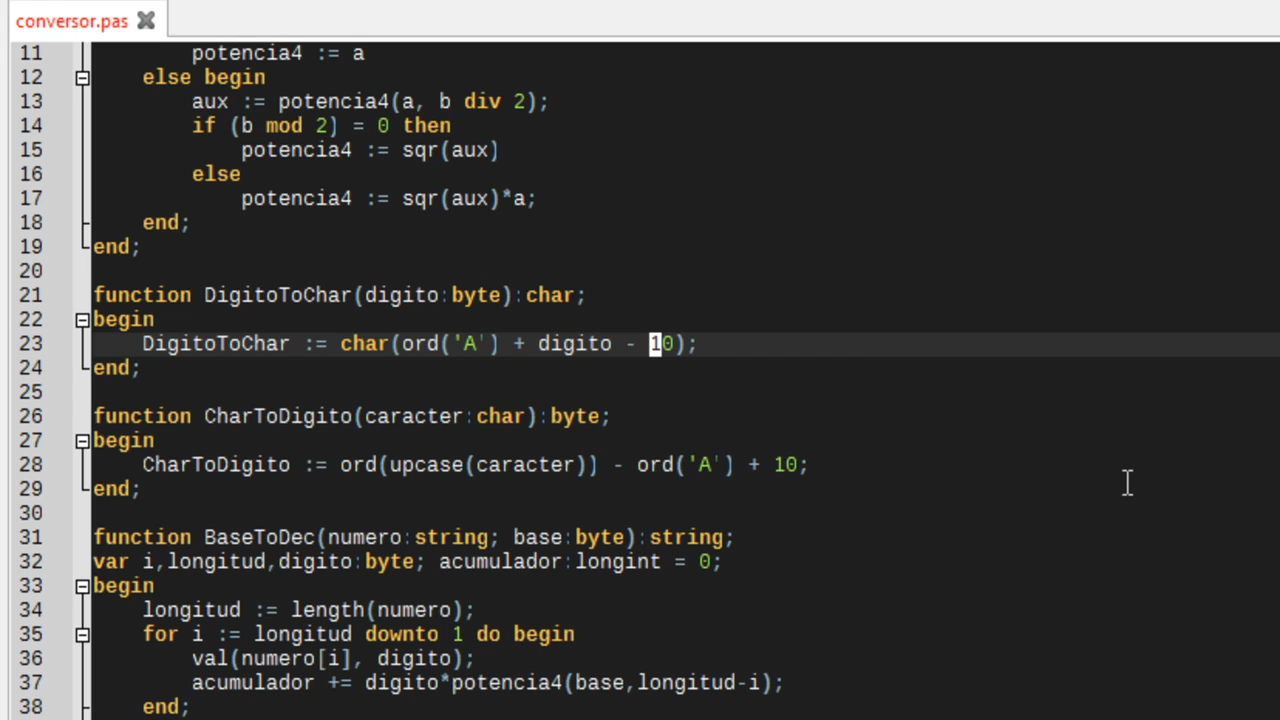 conversor.pas
11 potencia4 := a
12 else begin
13 aux := potencia4(a, b div 2);
14 if (b mod 2) = 0 then
15 potencia4 := sqr(aux)
16 else
17 potencia4 := sqr(aux)*a;
18 end;
19 end;
20
21 function DigitoToChar(digito:byte):char;
22 begin
23 DigitoToChar := char(ord('A') + digito - 10);
24 end;
25
26 function CharToDigito(caracter:char):byte;
27 begin
28 CharToDigito := ord(upcase(caracter)) - ord('A') + 10;
29 end;
30
31 function BaseToDec(numero:string; base:byte):string;
32 var i,longitud,digito:byte; acumulador:longint = 0;
33 begin
34 longitud := length(numero);
35 for i := longitud downto 1 do begin
36 val(numero[i], digito);
37 acumulador += digito*potencia4(base,longitud-i);
38 end;